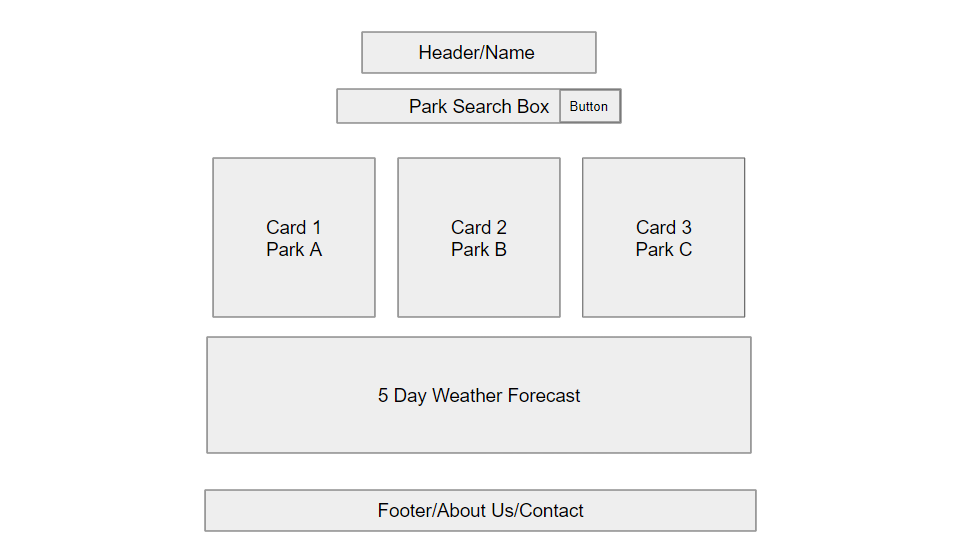 Header/Name
Park Search Box
Button
Card 1
Park A
Card 2
Park B
Card 3
Park C
5 Day Weather Forecast
Footer/About Us/Contact